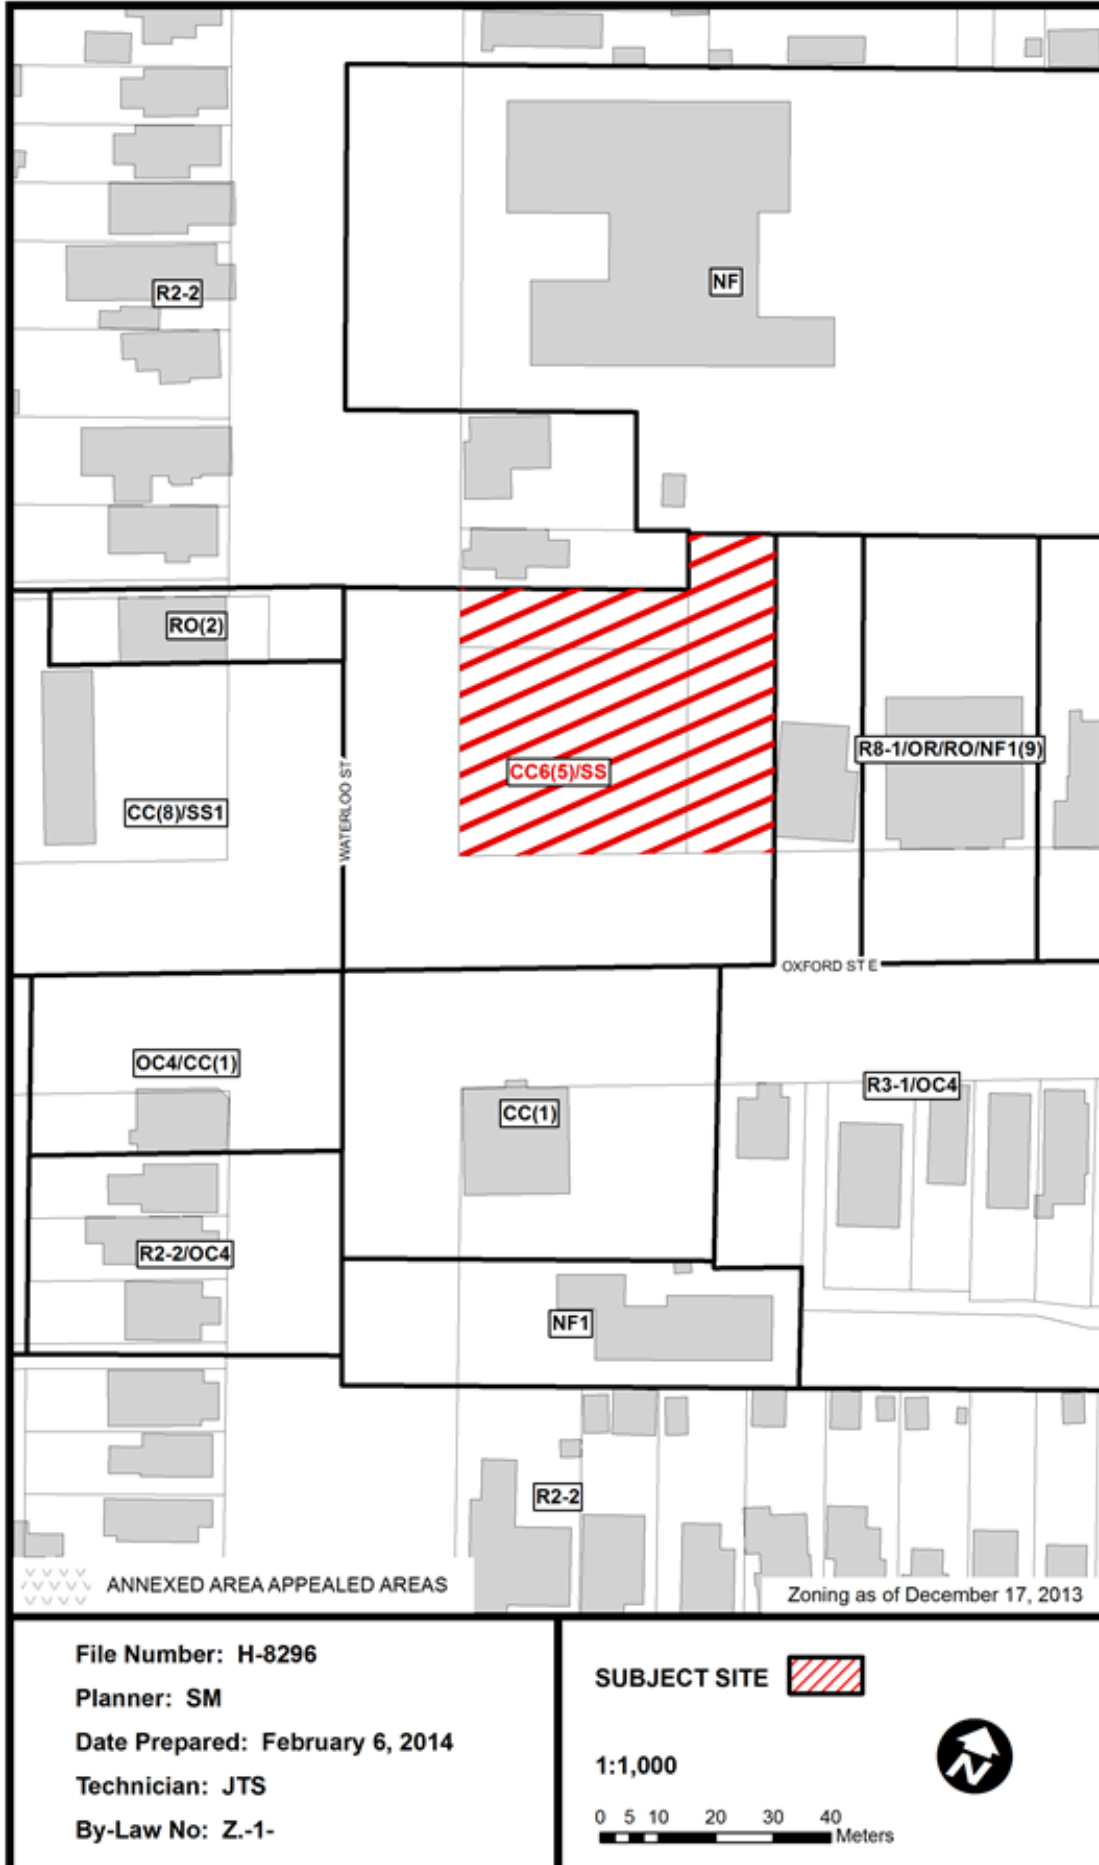 NF
R2-2
RO(2)
R8-1/OR/RO/NF1(9)
CC6(5)/SS
CC(8)/SS1
WATERLOO ST
OXFORD ST E
OC4/CC(1)
R3-1/OC4
CC(1)
R2-2/OC4
NF1
R2-2
ANNEXED AREA APPEALED AREAS
Zoning as of December 17, 2013
File Number: H-8296
Planner: SM
Date Prepared: February 6, 2014
Technician: JTS
By-Law No: Z.-1-
SUBJECT SITE
1:1,000
N
0 5 10 20 30 40
Meters